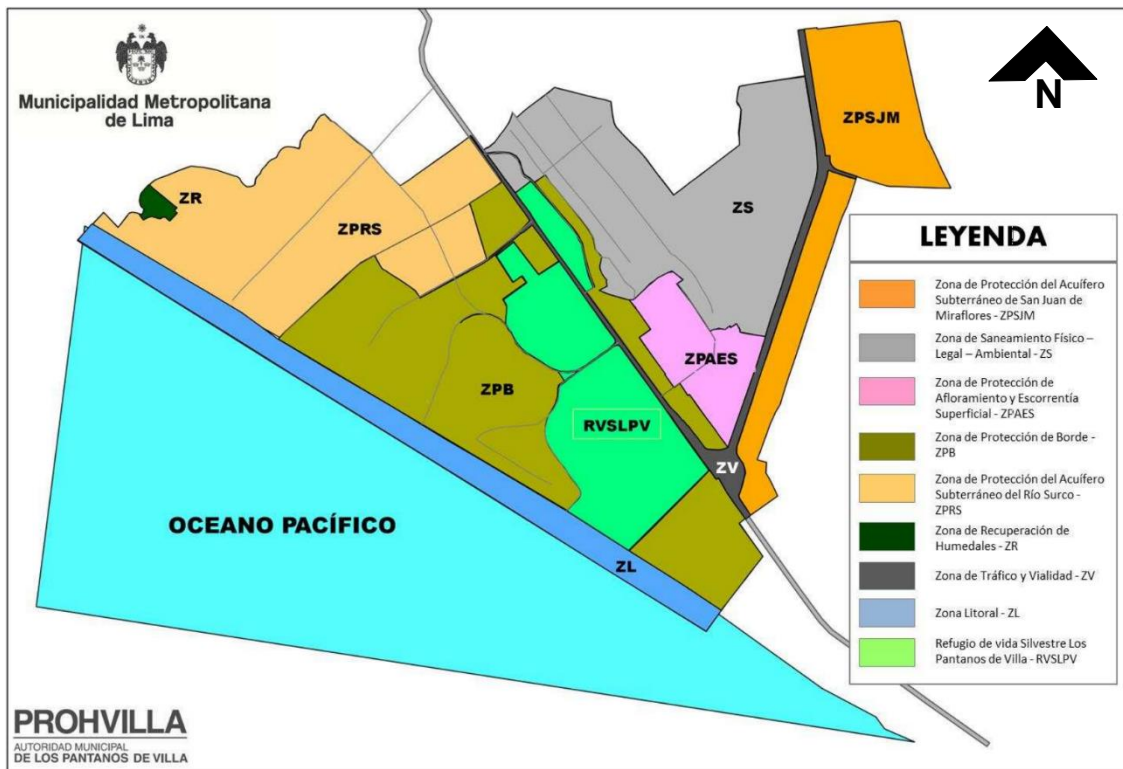 Municipalidad Metropolitana
de Lima
N
ZPSJM
ZR
ZS
ZPRS
ZPAES
ZPB
RVSLPV
ZV
OCEANO PACÍFICO
ZL
LEYENDA
Zona de Protección del Acuífero
Subterráneo de San Juan de
Miraflores - ZPSJM
Zona de Saneamiento Físico –
Legal – Ambiental - ZS
Zona de Protección de
Afloramiento y Escorrentía
Superficial - ZPAES
Zona de Protección de Borde -
ZPB
Zona de Protección del Acuífero
Subterráneo del Río Surco -
ZPRS
Zona de Recuperación de
Humedales - ZR
Zona de Tráfico y Vialidad - ZV
Zona Litoral - ZL
Refugio de vida Silvestre Los
Pantanos de Villa - RVSLPV
PROHVILLA
AUTORIDAD MUNICIPAL
DE LOS PANTANOS DE VILLA